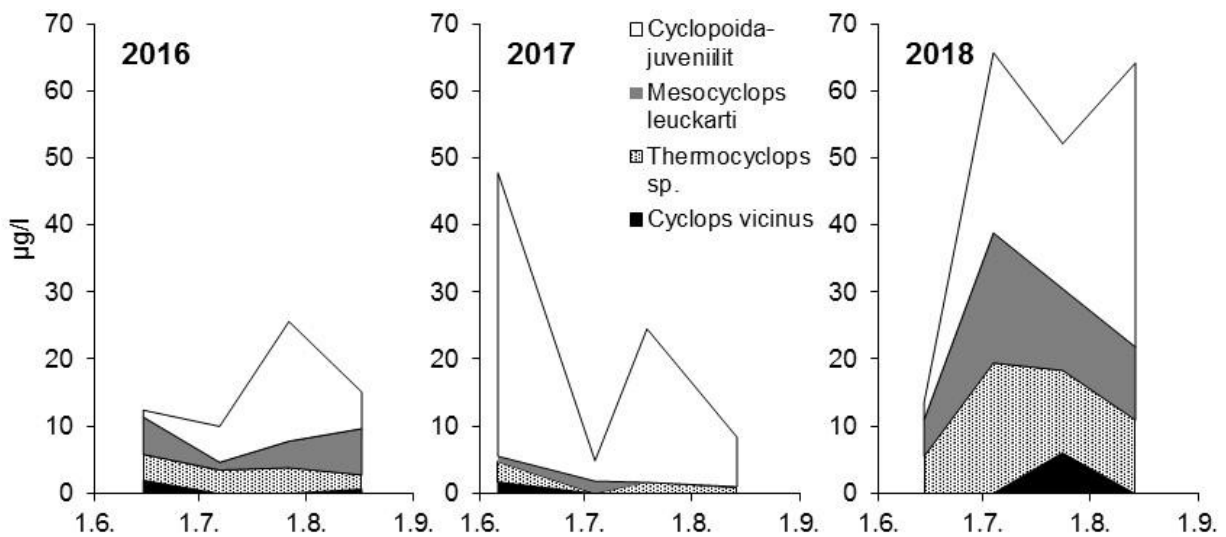 µg/l
70
60
50
40
30
20
10
0
2016
1.6. 1.7. 1.8. 1.9.
70
60
50
40
30
20
10
0
2017
Cyclopoida-
juveniilit
Mesocyclops
leuckarti
Thermocyclops
sp.
Cyclops vicinus
1.6. 1.7. 1.8. 1.9.
70
60
50
40
30
20
10
0
2018
1.6. 1.7. 1.8. 1.9.